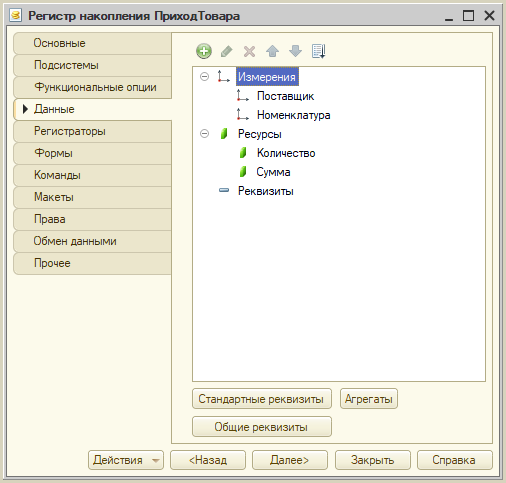 Регистр накопления ПриходТовара
Основные
Подсистемы
Функциональные опции
Данные
Регистраторы
Формы
Команды
Макеты
Права
Обмен данными
Прочее
Измерения
Поставщик
Номенклатура
Ресурсы
Количество
Сумма
Реквизиты
Стандартные реквизиты
Агрегаты
Общие реквизиты
Действия
<Назад
Далее>
Закрыть
Справка